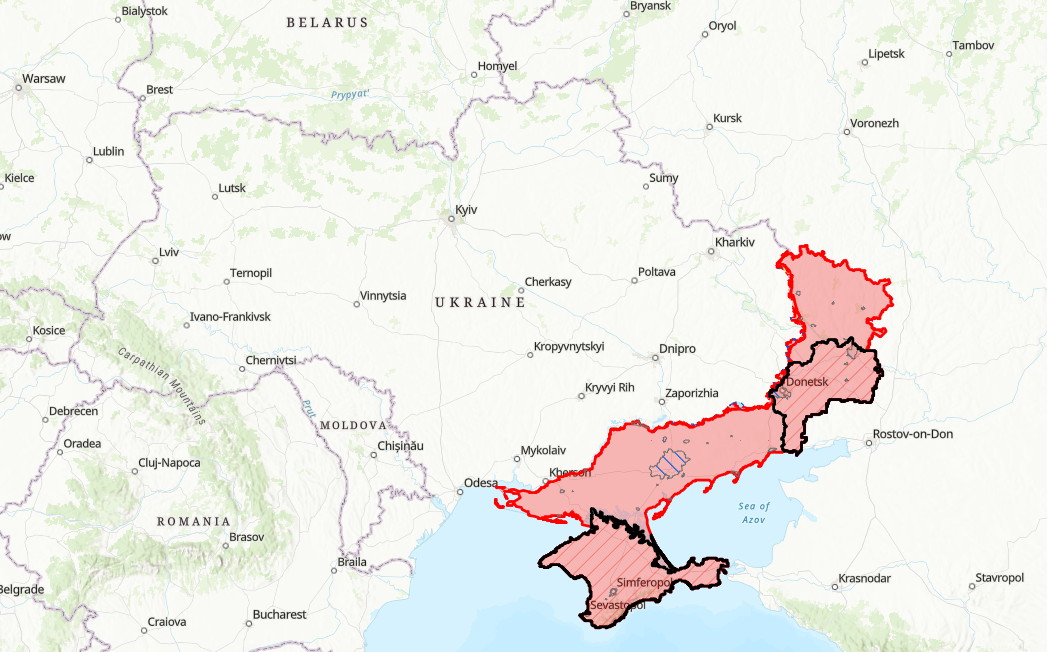 Bialystok
BELARUS
Bryansk
Oryol
Tambov
Lipetsk
Homyel
Warsaw
Brest
Prypyat'
Kursk
Voronezh
Lublin
Kielce
Sumy
Lutsk
Kyiv
ow
Kharkiv
Lviv
Ternopil
Poltava
Cherkasy
Vinnytsia
UKRAINE
Ivano-Frankivsk
Kosice
Kropyvnytskyi
Dnipro
Carpathian Mountains
Chernivtsi
Donetsk
Kryvyi Rih
Zaporizhia
Debrecen
Prut
MOLDOVA
Oradea
Chișinău
Rostov-on-Don
Mykolaiv
Cluj-Napoca
Kherson
Odesa
Sea of
Azov
ROMANIA
Brasov
Braila
Simferopol
Krasnodar
Stavropol
Belgrade
Sevastopol
Bucharest
Craiova